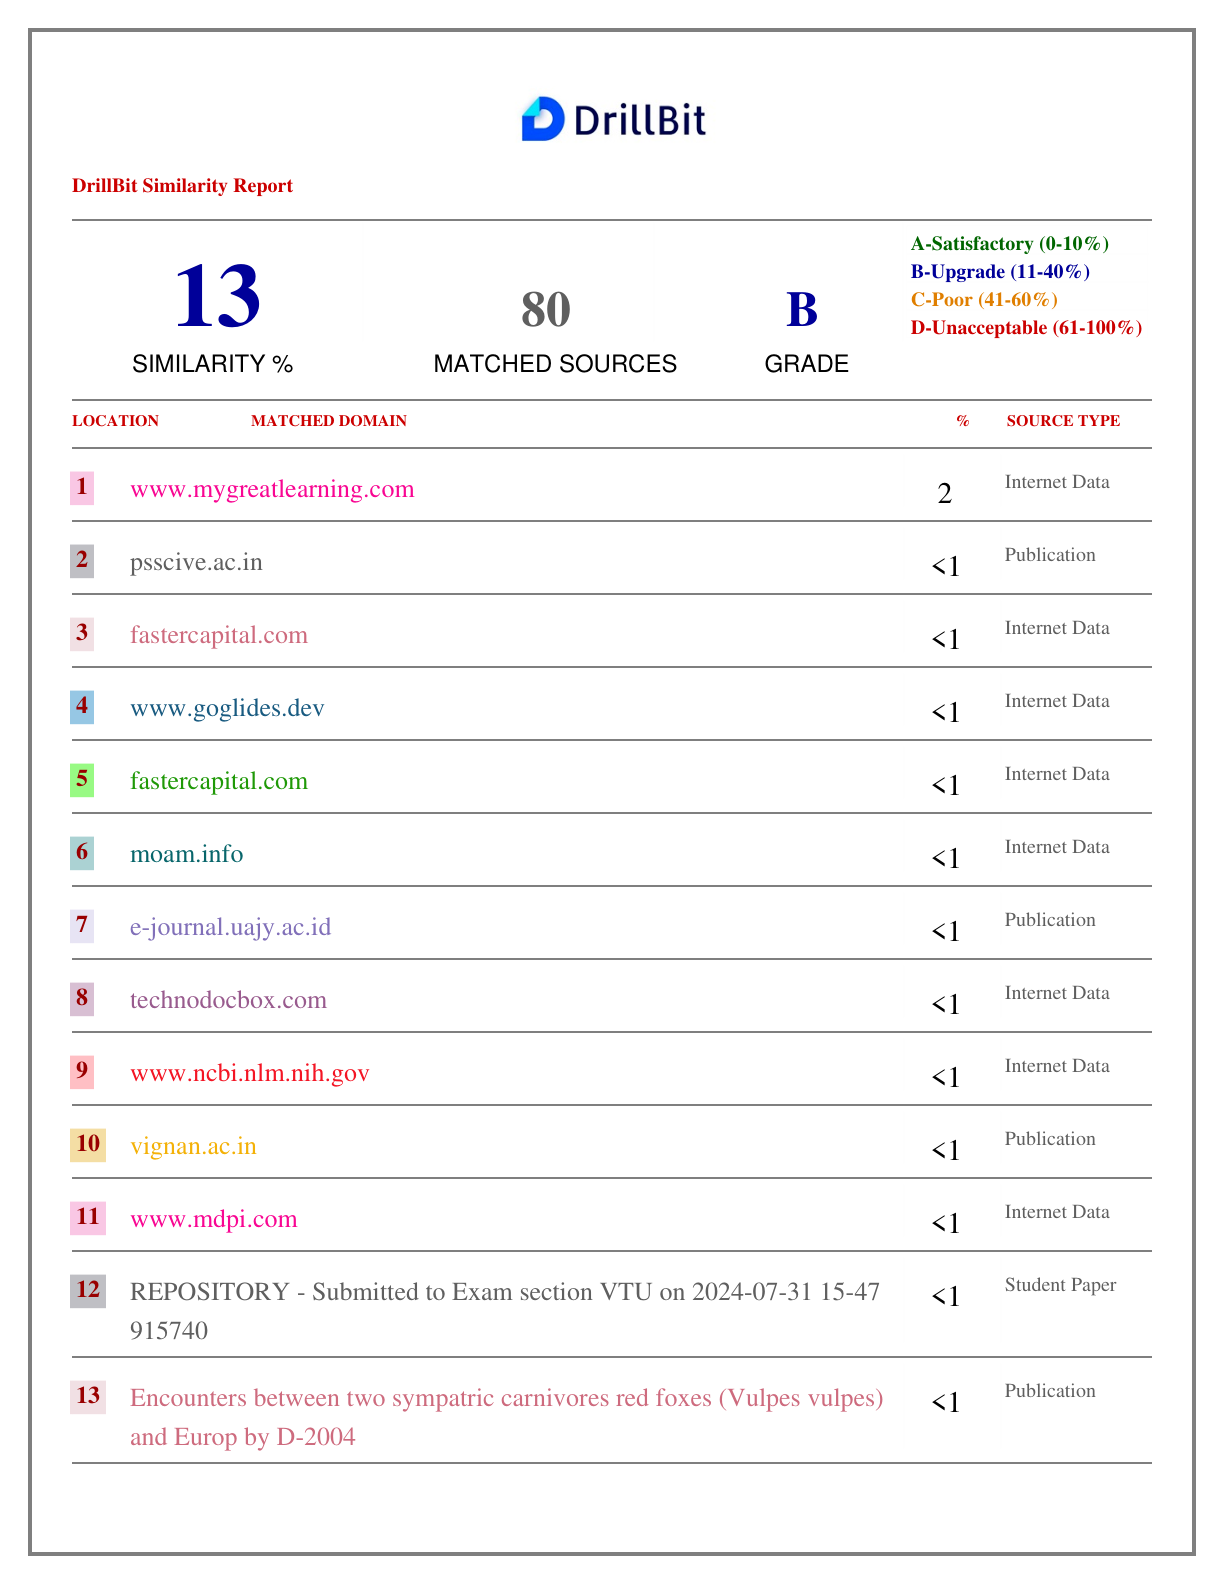 DrillBit
DrillBit Similarity Report
A-Satisfactory (0-10%)
B-Upgrade (11-40%)
C-Poor (41-60%)
D-Unacceptable (61-100%)
13 80 B
SIMILARITY % MATCHED SOURCES GRADE
LOCATION MATCHED DOMAIN % SOURCE TYPE
1 www.mygreatlearning.com 2 Internet Data
2 psscive.ac.in <1 Publication
3 fastercapital.com <1 Internet Data
4 www.goglides.dev <1 Internet Data
5 fastercapital.com <1 Internet Data
6 moam.info <1 Internet Data
7 e-journal.uajy.ac.id <1 Publication
8 technodocbox.com <1 Internet Data
9 www.ncbi.nlm.nih.gov <1 Internet Data
10 vignan.ac.in <1 Publication
11 www.mdpi.com <1 Internet Data
12 REPOSITORY - Submitted to Exam section VTU on 2024-07-31 15-47 <1 Student Paper
915740
13 Encounters between two sympatric carnivores red foxes (Vulpes vulpes) <1 Publication
and Europ by D-2004